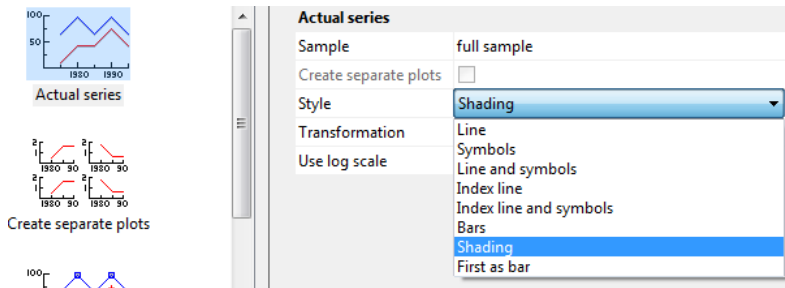 100
50
1980 1990
Actual series
2 2
1 1
1980 90 1980 90
2 2
1 1
1980 90 1980 90
Create separate plots
100
Actual series
Sample full sample
Create separate plots
Style Shading
Transformation
Use log scale
Line
Symbols
Line and symbols
Index line
Index line and symbols
Bars
Shading
First as bar